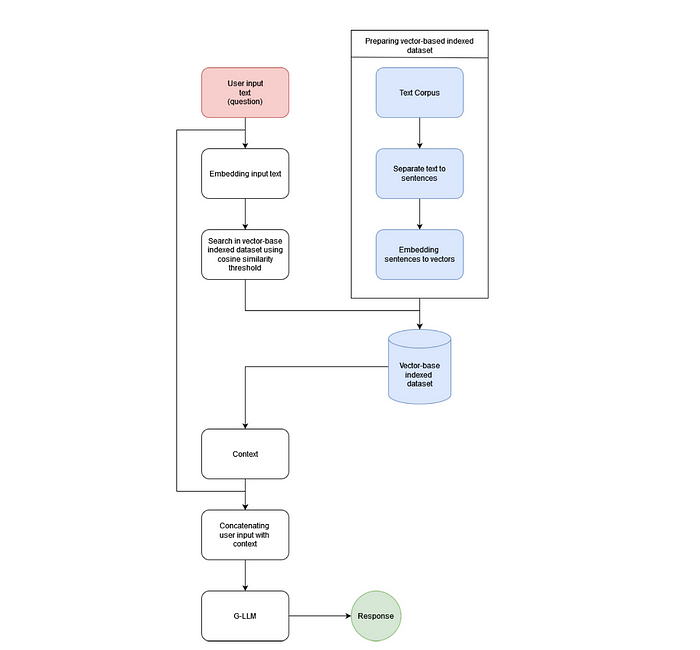 Preparing vector-based indexed
dataset
User input
text
(question)
Text Corpus
Embedding input text
Separate text to
sentences
Search in vector-base
indexed dataset using
cosine similarity
threshold
Embedding
sentences to vectors
Vector-base
indexed
dataset
Context
Concatenating
user input with
context
G-LLM
Response